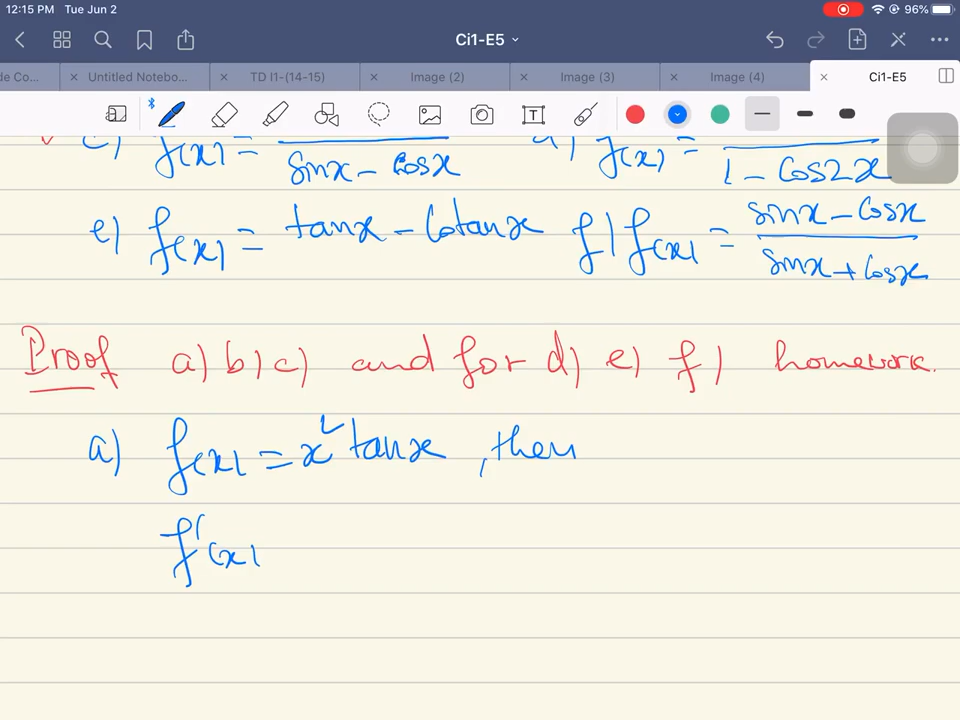 12:15 PM Tue Jun 2 96%
Ci1-E5
de Co... Untitled Notebo... TD I1-(14-15) Image (2) Image (3) Image (4) Ci1-E5
f(x) = / sinx - cosx f(x) = / 1 - cos2x
e) f(x) = tanx - cotanx f) f(x) = sinx - cosx / sinx + cosx
Proof a) b) c) and for d) e) f) homework.
a) f(x) = x² tanx , then
f'(x)